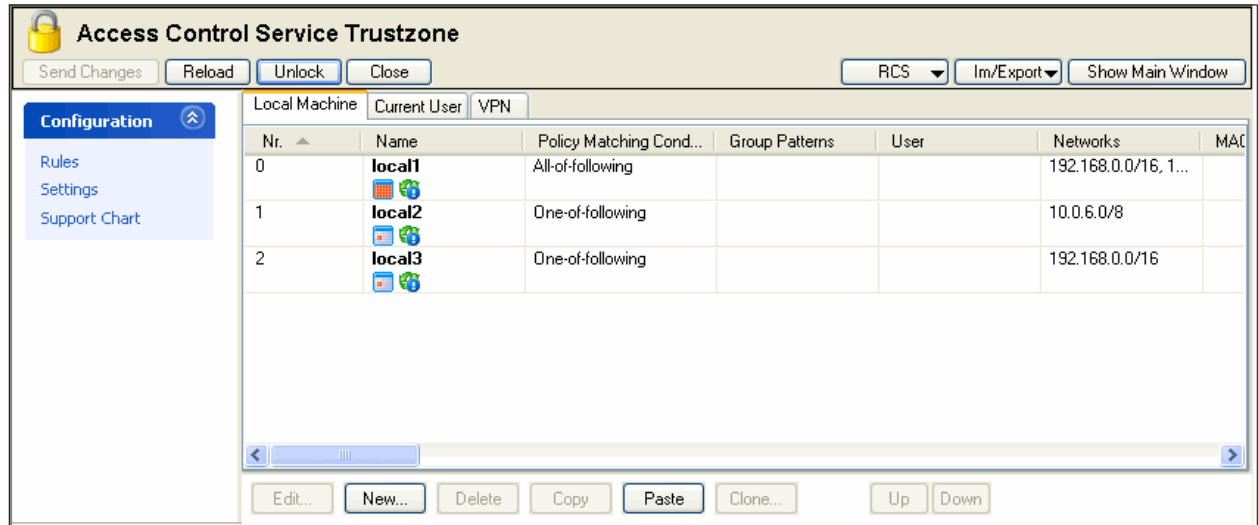 Access Control Service Trustzone
Send Changes Reload Unlock Close RCS Im/Export Show Main Window
Configuration
Rules
Settings
Support Chart
Local Machine Current User VPN
Nr. Name Policy Matching Cond... Group Patterns User Networks MAC
0 local1 All-of-following 192.168.0.0/16, 1...
1 local2 One-of-following 10.0.6.0/8
2 local3 One-of-following 192.168.0.0/16
Edit... New... Delete Copy Paste Clone... Up Down